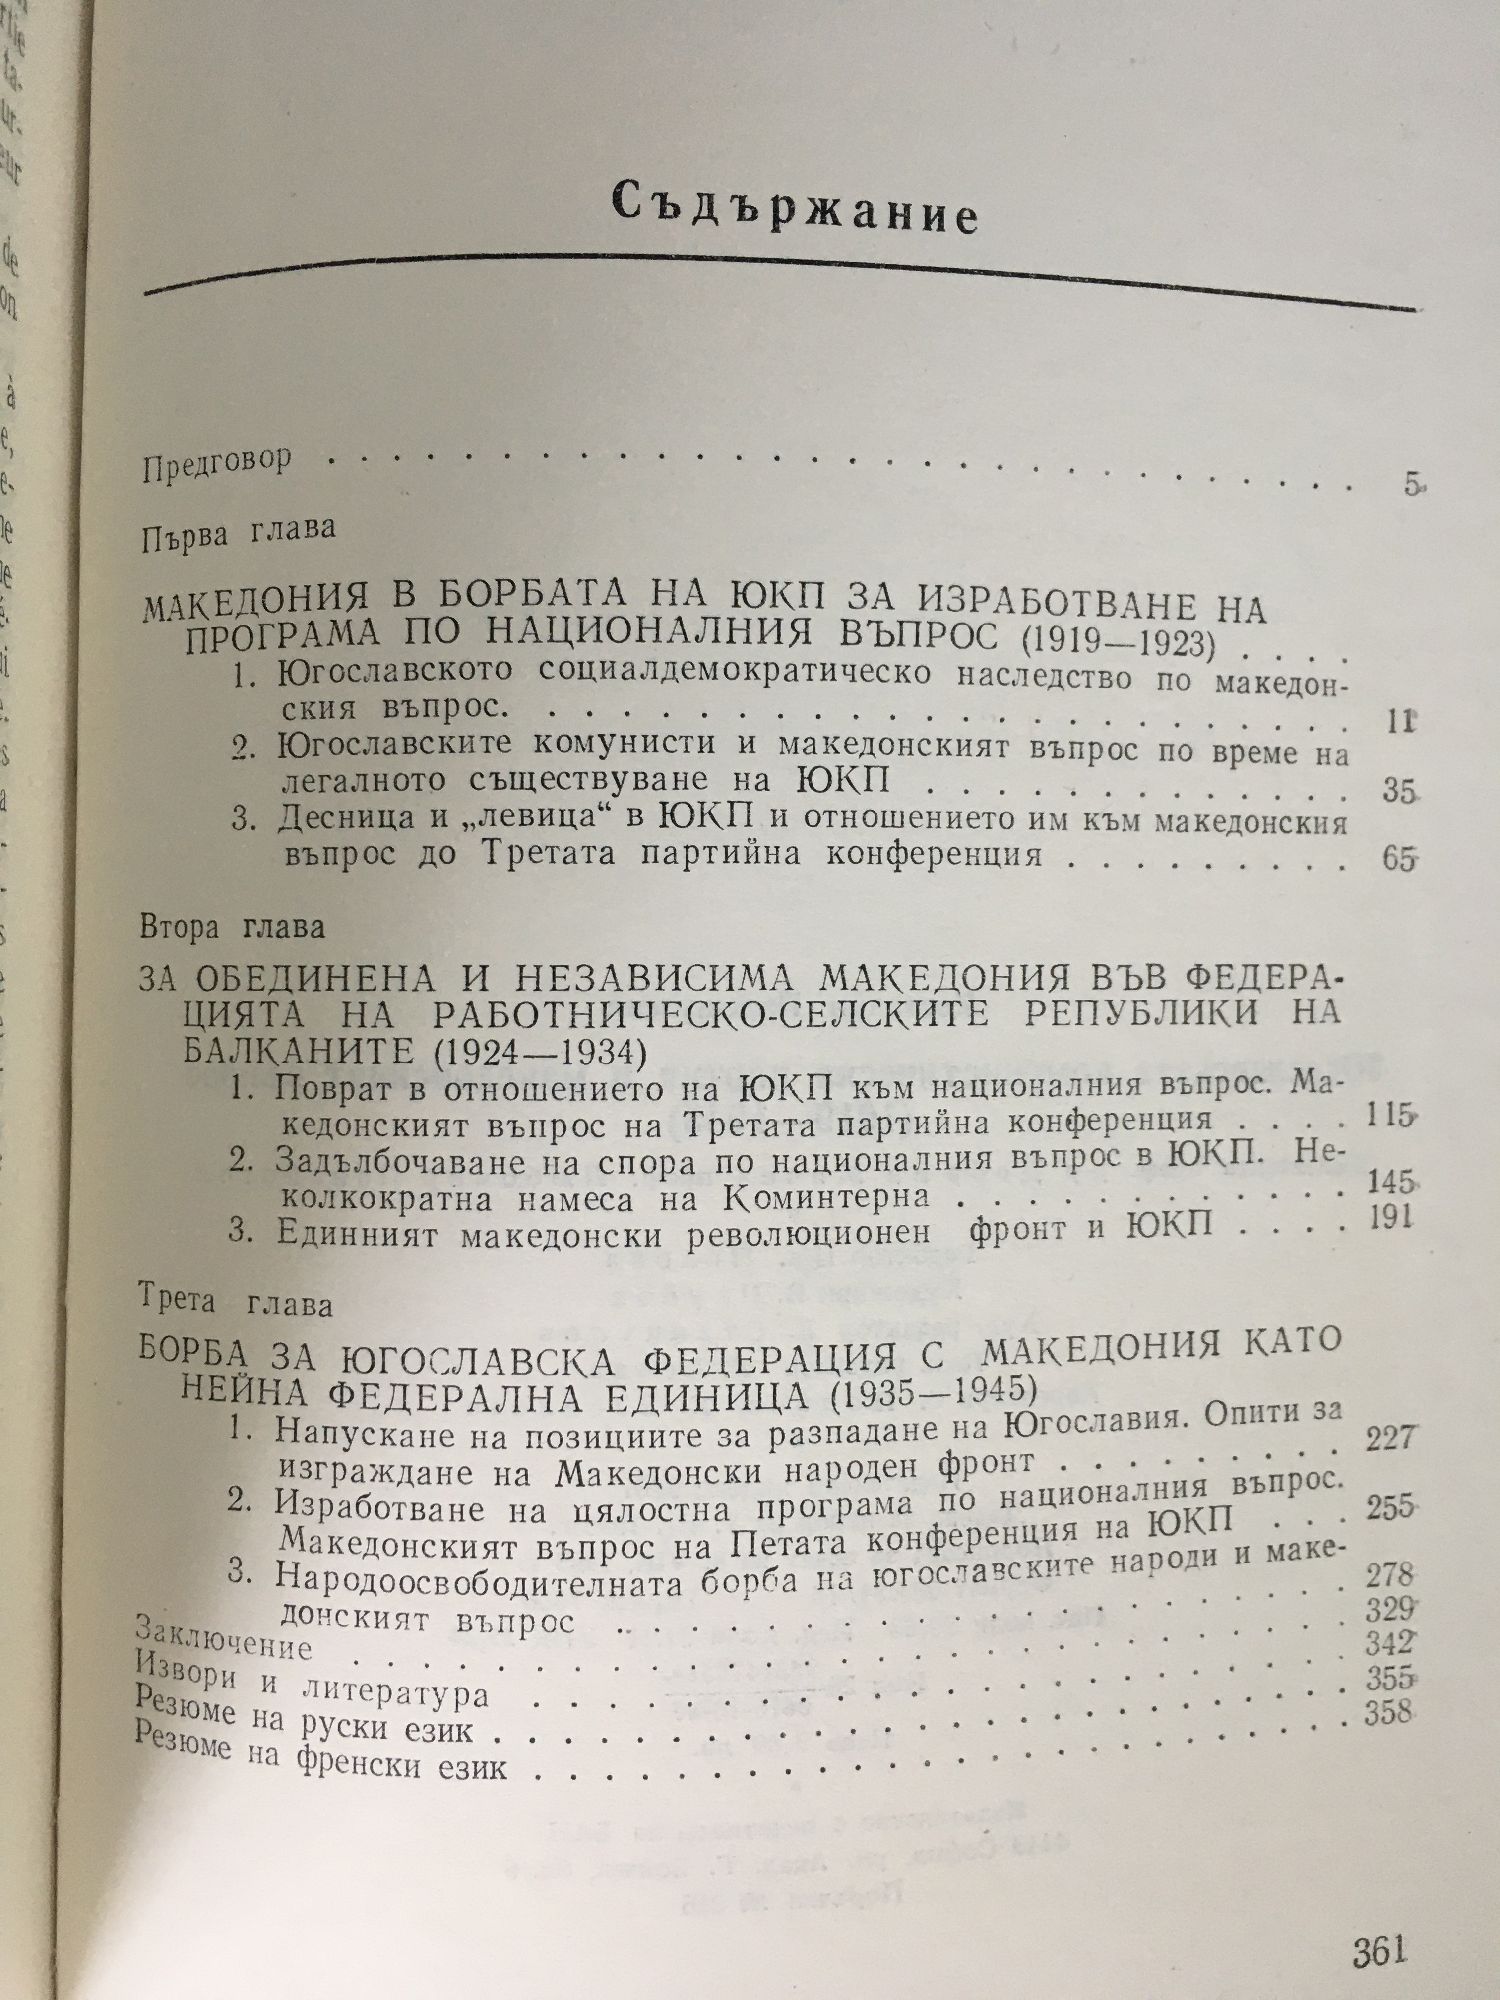 Съдържание
Предговор . . . . . . . . . . . . . . . . . . . . . . . . . . . . . 5
Първа глава
МАКЕДОНИЯ В БОРБАТА НА ЮКП ЗА ИЗРАБОТВАНЕ НА
ПРОГРАМА ПО НАЦИОНАЛНИЯ ВЪПРОС (1919—1923) . . . .
1. Югославското социалдемократическо наследство по македон-
ския въпрос. . . . . . . . . . . . . . . . . . . . . . . . 11
2. Югославските комунисти и македонският въпрос по време на
легалното съществуване на ЮКП . . . . . . . . . . . . 35
3. Десница и „левица“ в ЮКП и отношението им към македонския
въпрос до Третата партийна конференция . . . . . . . . . 65
Втора глава
ЗА ОБЕДИНЕНА И НЕЗАВИСИМА МАКЕДОНИЯ ВЪВ ФЕДЕРА-
ЦИЯТА НА РАБОТНИЧЕСКО-СЕЛСКИТЕ РЕПУБЛИКИ НА
БАЛКАНИТЕ (1924—1934)
1. Поврат в отношението на ЮКП към националния въпрос. Ма-
кедонският въпрос на Третата партийна конференция . . . . 115
2. Задълбочаване на спора по националния въпрос в ЮКП. Не-
колкократна намеса на Коминтерна . . . . . . . . . . . 145
3. Единният македонски революционен фронт и ЮКП . . . . 191
Трета глава
БОРБА ЗА ЮГОСЛАВСКА ФЕДЕРАЦИЯ С МАКЕДОНИЯ КАТО
НЕЙНА ФЕДЕРАЛНА ЕДИНИЦА (1935—1945)
1. Напускане на позициите за разпадане на Югославия. Опити за
изграждане на Македонски народен фронт . . . . . . . . 227
2. Изработване на цялостна програма по националния въпрос.
Македонският въпрос на Петата конференция на ЮКП . . . 255
3. Народоосвободителната борба на югославските народи и маке-
донският въпрос . . . . . . . . . . . . . . . . . . . . . 278
Заключение . . . . . . . . . . . . . . . . . . . . . . . . . . . 329
Извори и литература . . . . . . . . . . . . . . . . . . . . . . . 342
Резюме на руски език . . . . . . . . . . . . . . . . . . . . . . . 355
Резюме на френски език . . . . . . . . . . . . . . . . . . . . . . 358
361